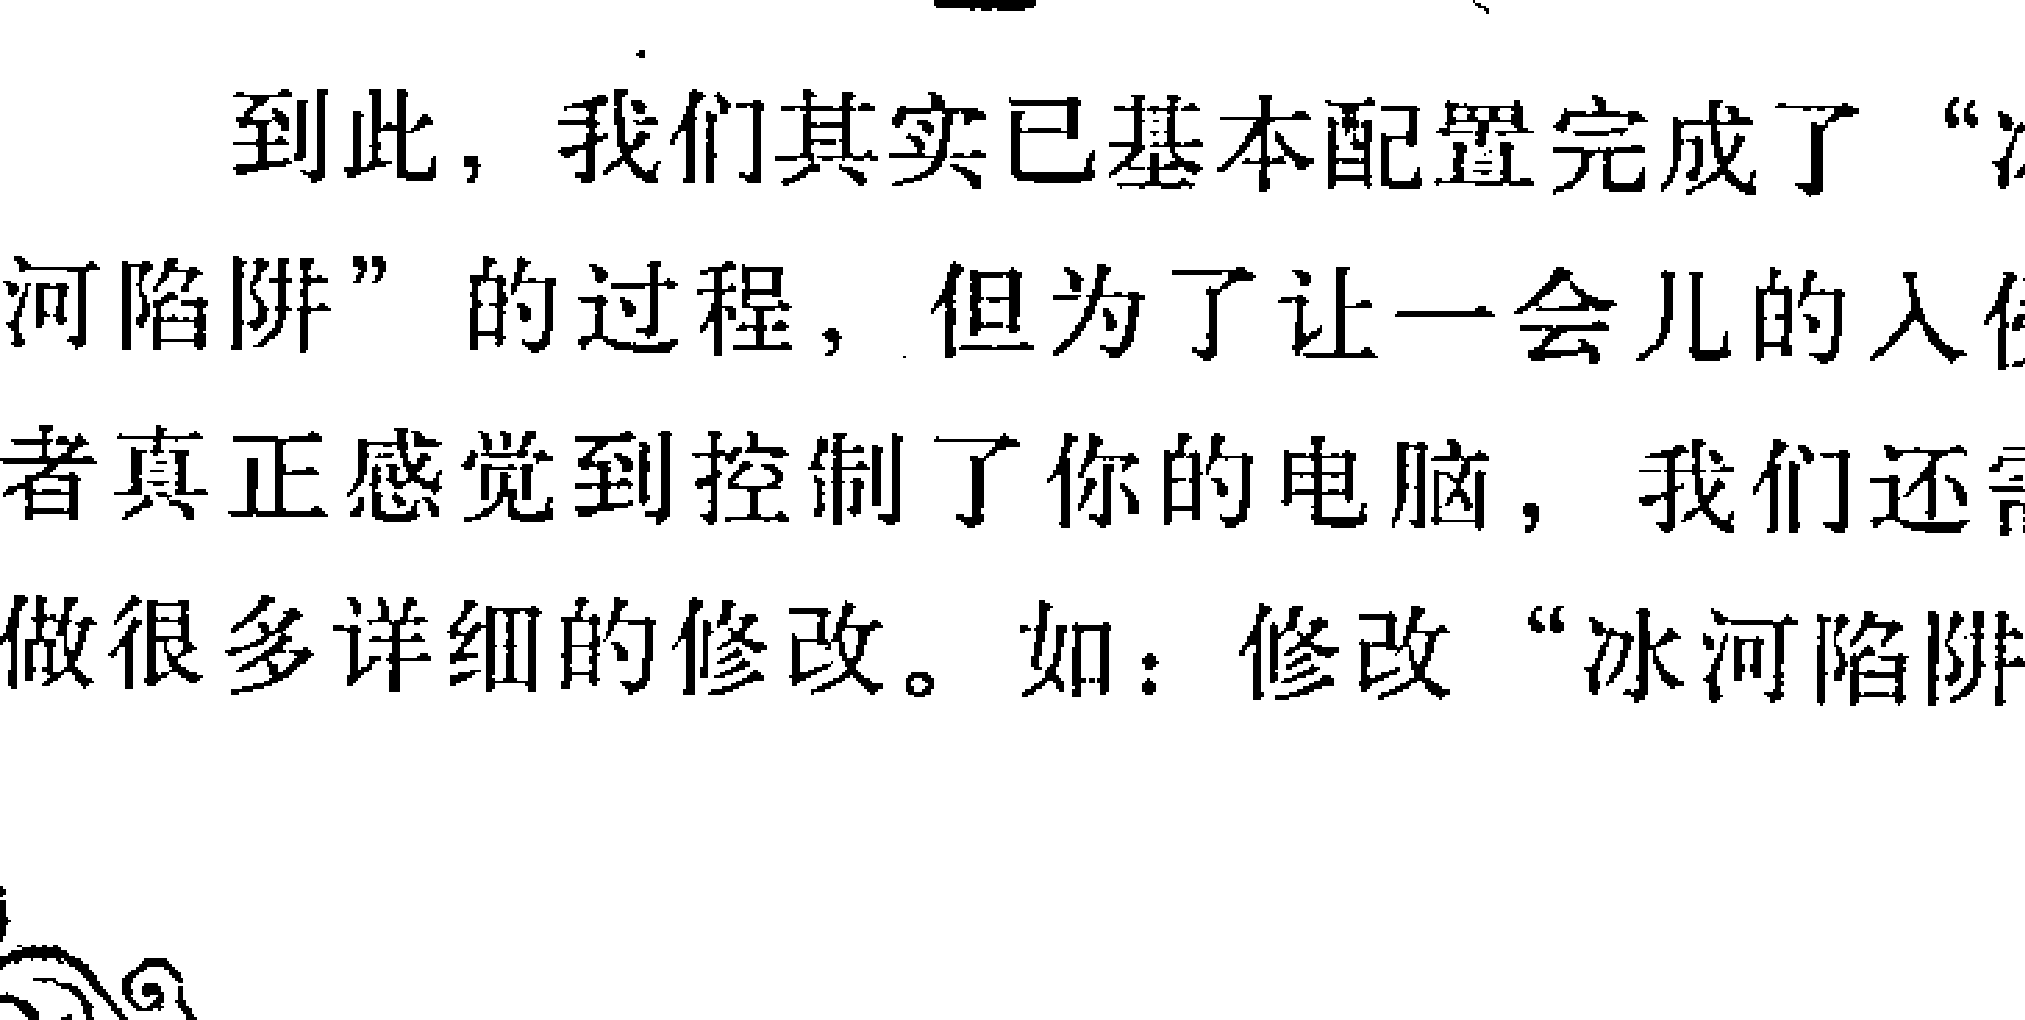 到此，我们其实已基本配置完成了“冰
河陷阱”的过程，但为了让一会儿的入侵
者真正感觉到控制了你的电脑，我们还需
做很多详细的修改。如：修改“冰河陷阱